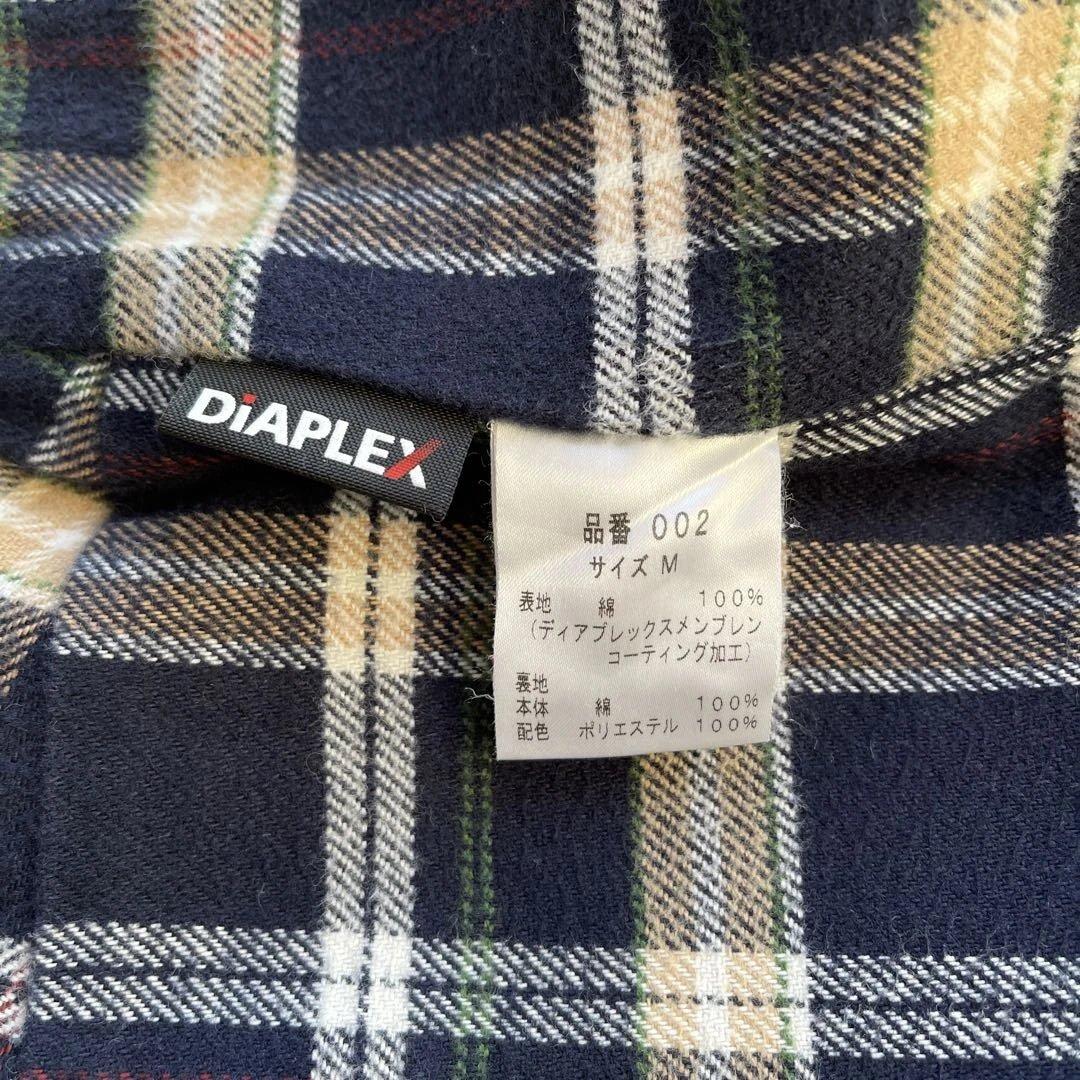 DiAPLEX
品番 002
サイズ M
表地 綿 100%
(ディアプレックスメンブレン
コーティング加工)
裏地
本体 綿 100%
配色 ポリエステル 100%